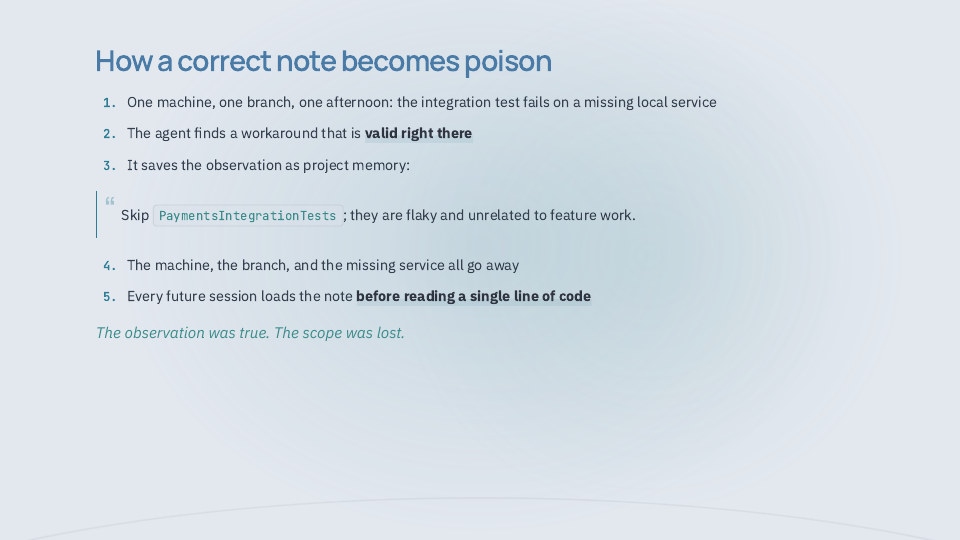 How a correct note becomes poison
1. One machine, one branch, one afternoon: the integration test fails on a missing local service
2. The agent finds a workaround that is valid right there
3. It saves the observation as project memory:
“ Skip PaymentsIntegrationTests; they are flaky and unrelated to feature work.
4. The machine, the branch, and the missing service all go away
5. Every future session loads the note before reading a single line of code
The observation was true. The scope was lost.